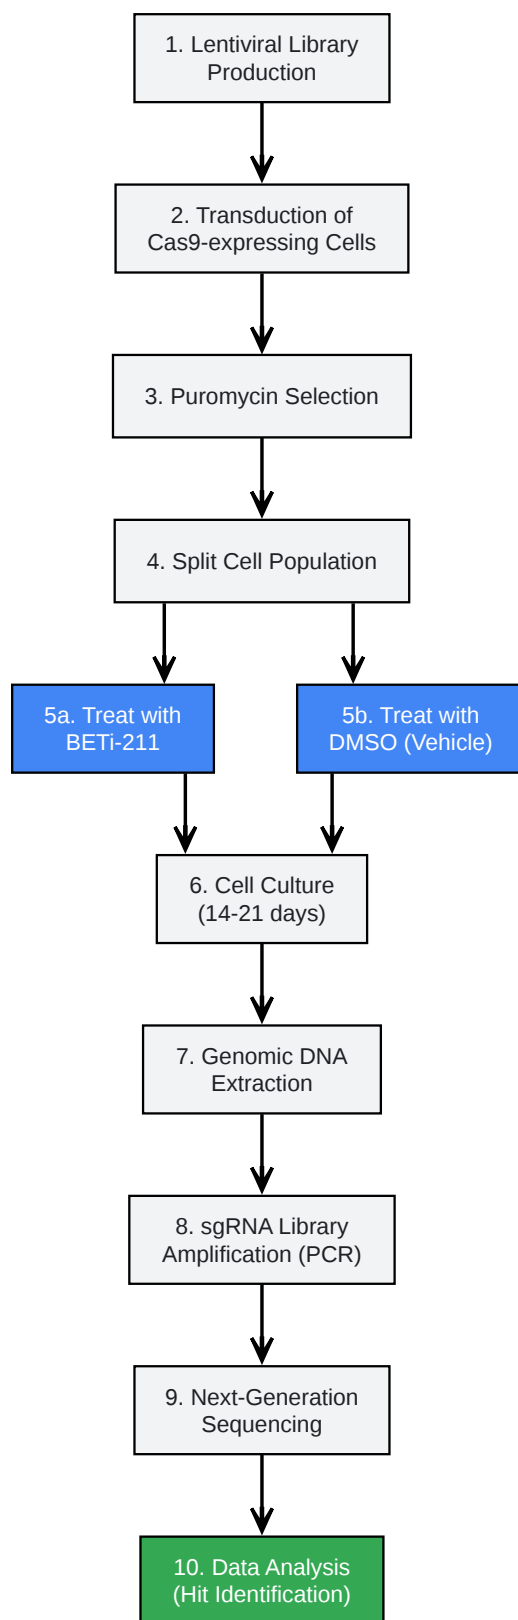 1. Lentiviral Library
Production
2. Transduction of
Cas9-expressing Cells
3. Puromycin Selection
4. Split Cell Population
5a. Treat with
BETi-211
5b. Treat with
DMSO (Vehicle)
6. Cell Culture
(14-21 days)
7. Genomic DNA
Extraction
8. sgRNA Library
Amplification (PCR)
9. Next-Generation
Sequencing
10. Data Analysis
(Hit Identification)